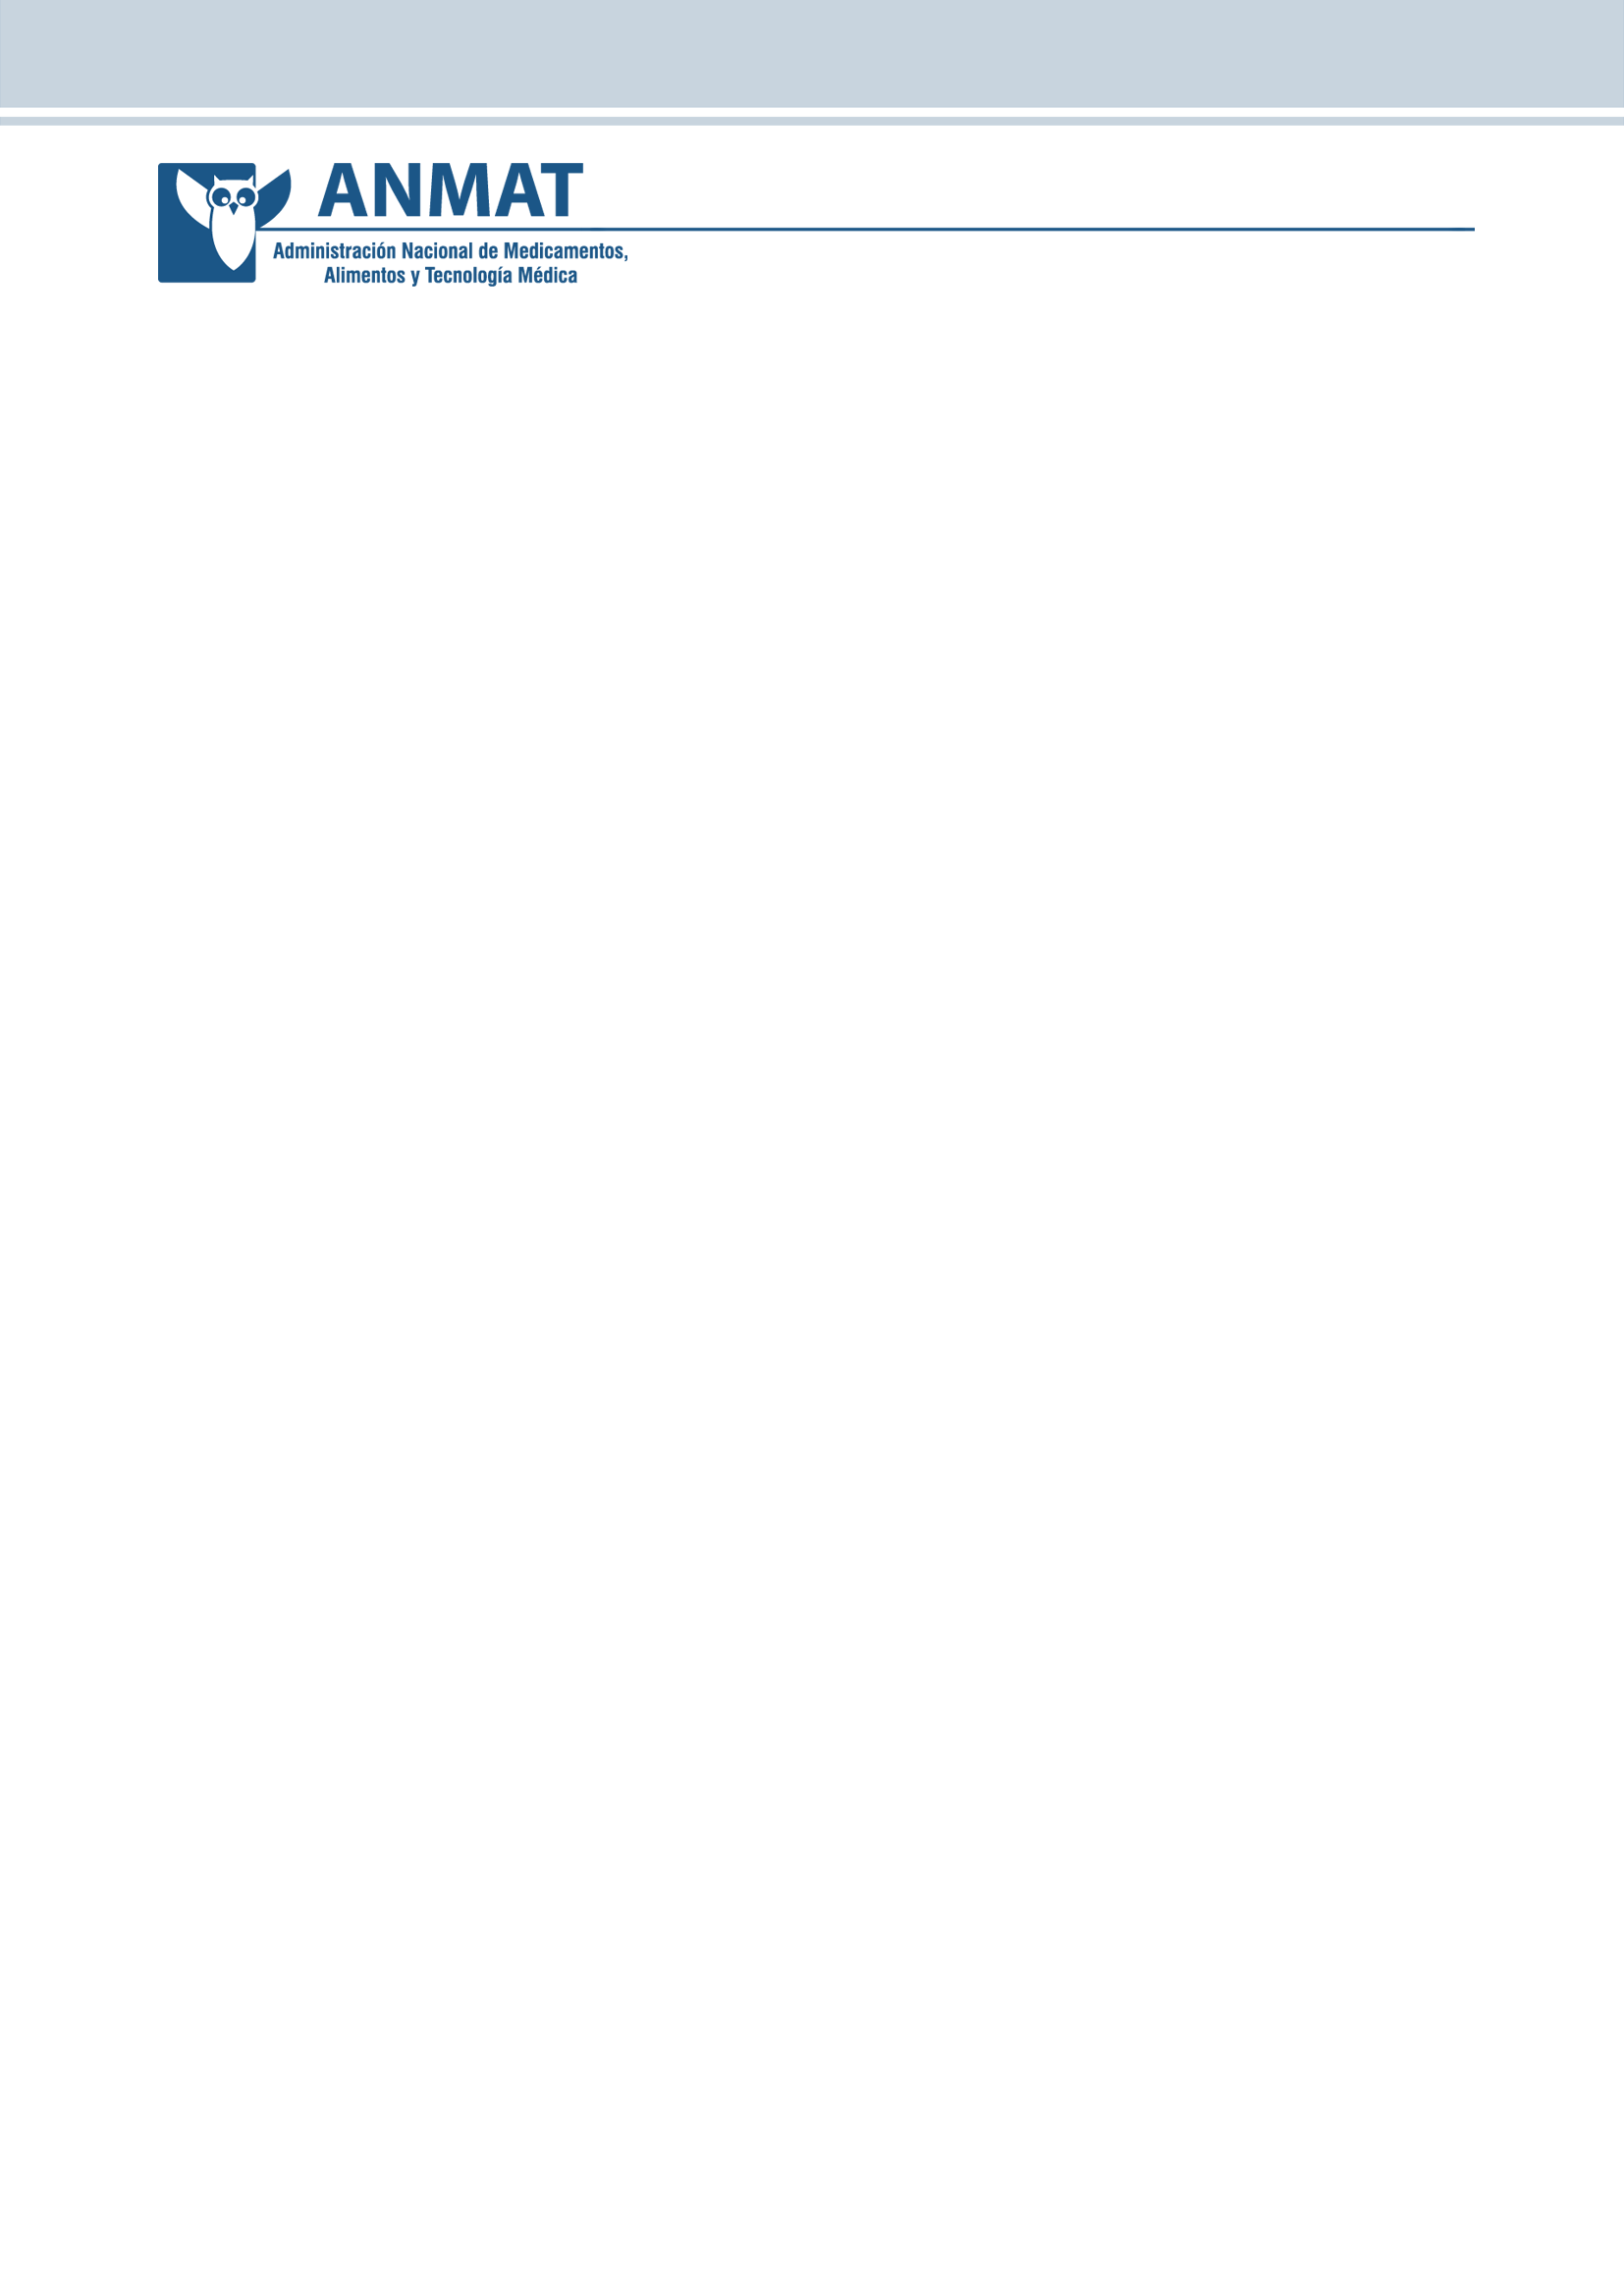 ANMAT
Administración Nacional de Medicamentos,
Alimentos y Tecnología Médica